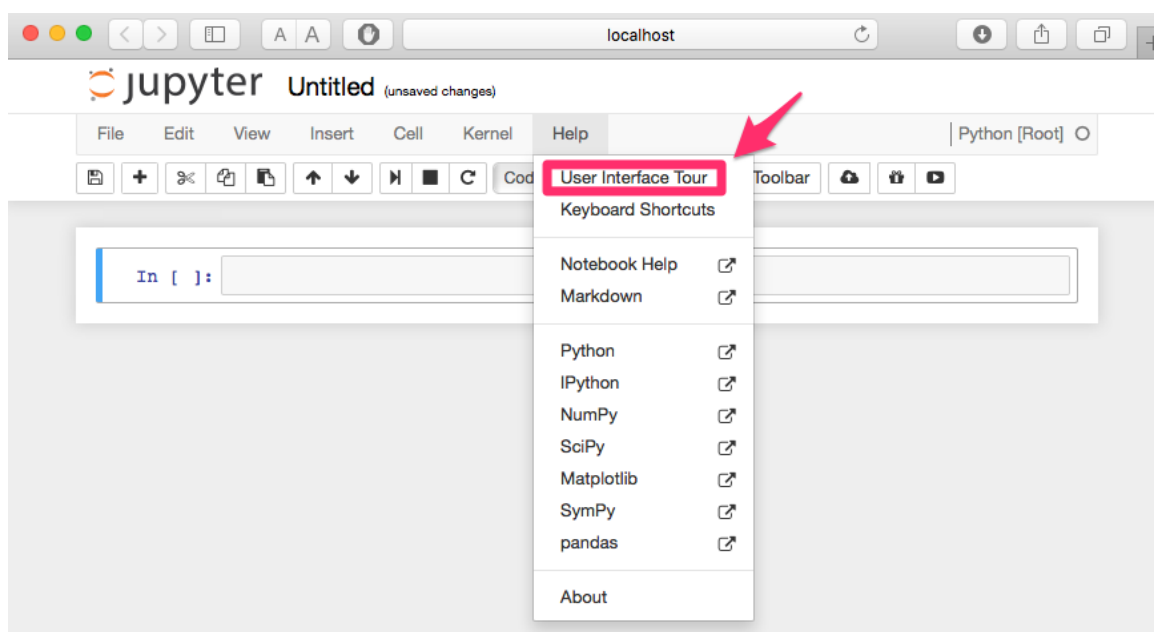 A A localhost
jupyter Untitled (unsaved changes)
File Edit View Insert Cell Kernel Help Python [Root]
Cod Toolbar
User Interface Tour
Keyboard Shortcuts
In [ ]:
Notebook Help
Markdown
Python
IPython
NumPy
SciPy
Matplotlib
SymPy
pandas
About